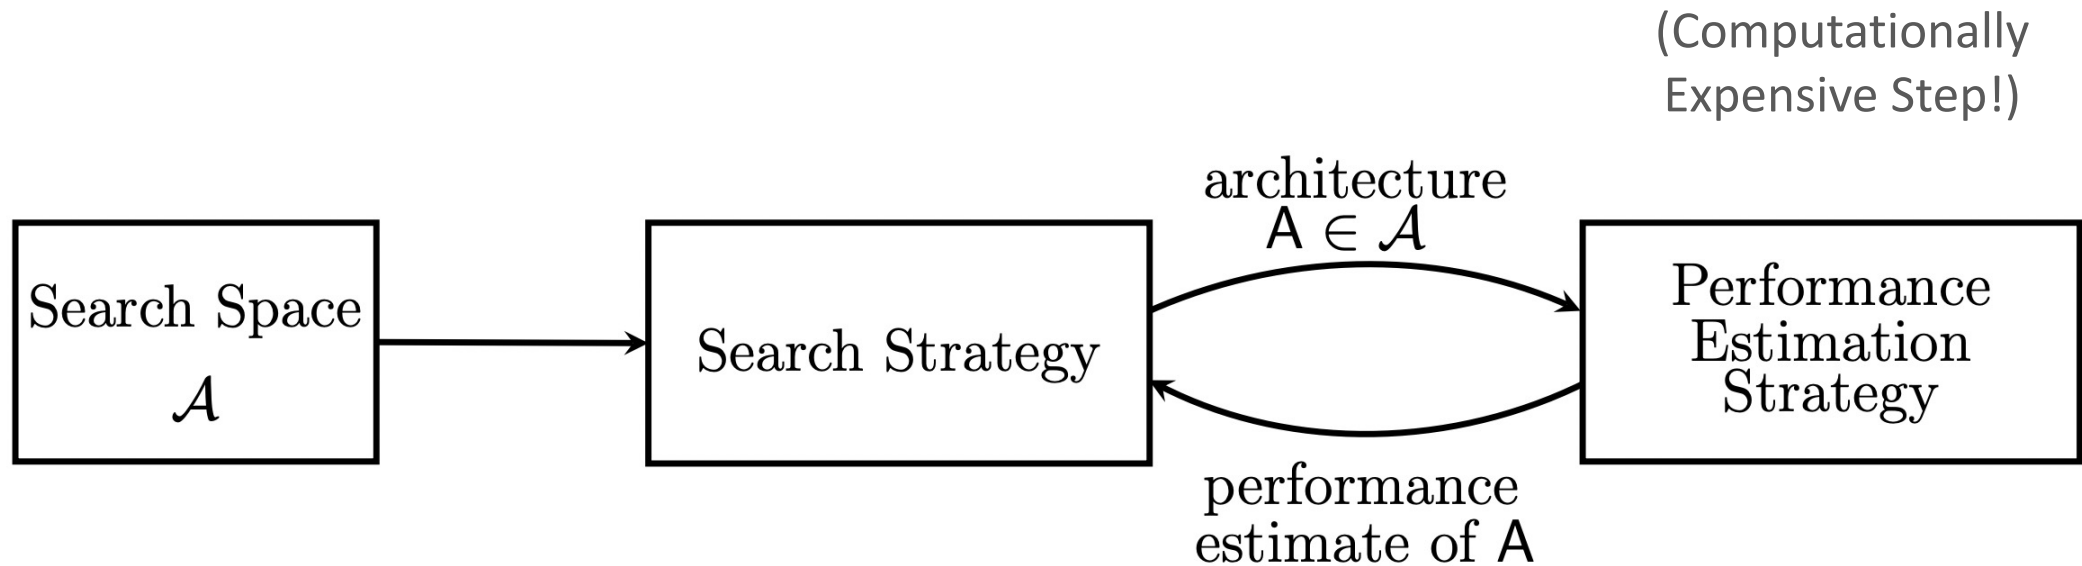 (Computationally
Expensive Step!)
architecture
A ∈ 𝒜
Search Space
𝒜
Search Strategy
Performance
Estimation
Strategy
performance
estimate of A